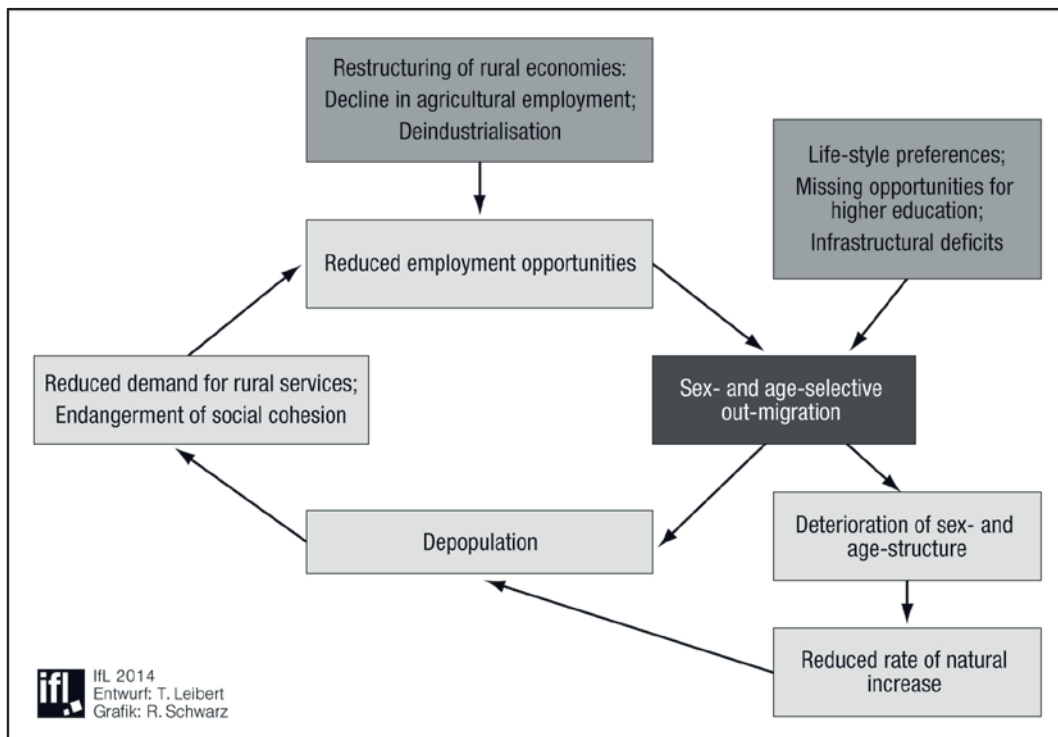 Restructuring of rural economies:
Decline in agricultural employment;
Deindustrialisation
Life-style preferences;
Missing opportunities for
higher education;
Infrastructural deficits
Reduced employment opportunities
Reduced demand for rural services;
Endangerment of social cohesion
Sex- and age-selective
out-migration
Depopulation
Deterioration of sex- and
age-structure
Reduced rate of natural
increase
ifl
IfL 2014
Entwurf: T. Leibert
Grafik: R. Schwarz